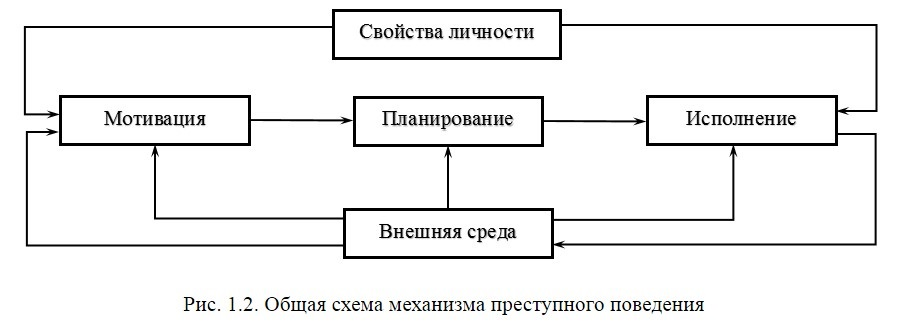 Свойства личности
Мотивация
Планирование
Исполнение
Внешняя среда
Рис. 1.2. Общая схема механизма преступного поведения